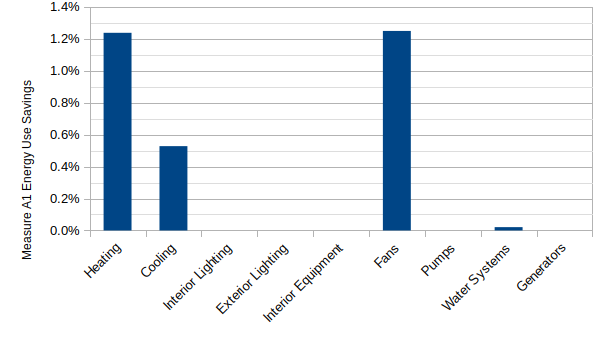 1.4%
1.2%
1.0%
0.8%
0.6%
0.4%
0.2%
0.0%
Measure A1 Energy Use Savings
Heating
Cooling
Interior Lighting
Exterior Lighting
Interior Equipment
Fans
Pumps
Water Systems
Generators